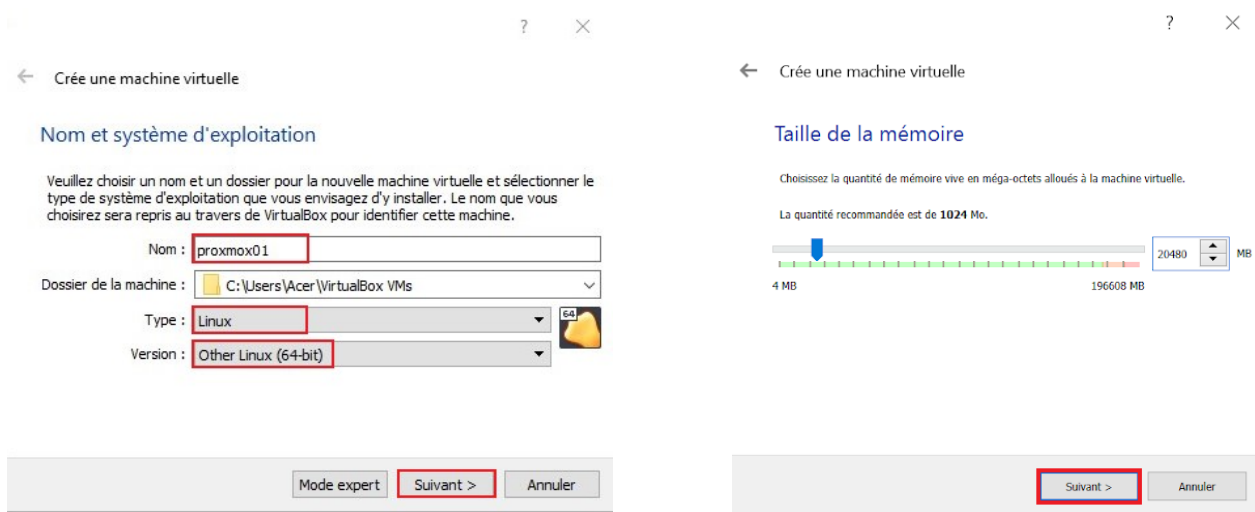 ?
Crée une machine virtuelle
Nom et système d'exploitation
Veuillez choisir un nom et un dossier pour la nouvelle machine virtuelle et sélectionner le
type de système d'exploitation que vous envisagez d'y installer. Le nom que vous
choisirez sera repris au travers de VirtualBox pour identifier cette machine.
Nom : proxmox01
Dossier de la machine : C:\Users\Acer\VirtualBox VMs
Type : Linux
64
Version : Other Linux (64-bit)
Mode expert Suivant > Annuler
?
Crée une machine virtuelle
Taille de la mémoire
Choisissez la quantité de mémoire vive en méga-octets alloués à la machine virtuelle.
La quantité recommandée est de 1024 Mo.
20480 MB
4 MB 196608 MB
Suivant > Annuler